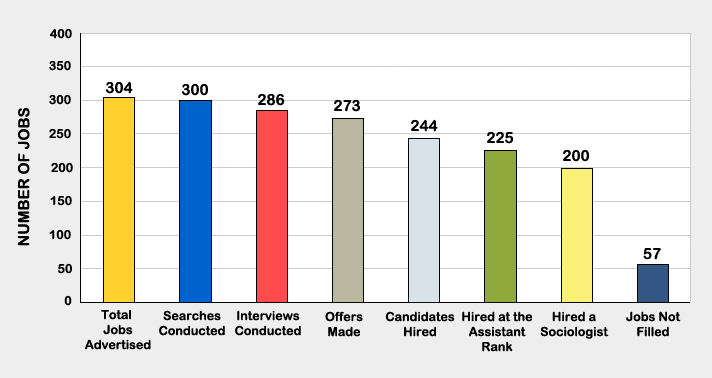 NUMBER OF JOBS
400
350
300
250
200
150
100
50
0
304
300
286
273
244
225
200
57
Total
Jobs
Advertised
Searches
Conducted
Interviews
Conducted
Offers
Made
Candidates
Hired
Hired at the
Assistant
Rank
Hired a
Sociologist
Jobs Not
Filled